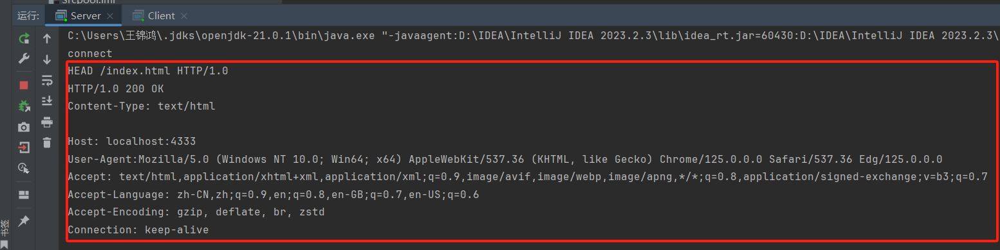 Srcpool.iml
运行:
Server
Client
C:\Users\王锦鸿\.jdks\openjdk-21.0.1\bin\java.exe "-javaagent:D:\IDEA\IntelliJ IDEA 2023.2.3\lib\idea_rt.jar=60430:D:\IDEA\IntelliJ IDEA 2023.2.3\
connect
HEAD /index.html HTTP/1.0
HTTP/1.0 200 OK
Content-Type: text/html
Host: localhost:4333
User-Agent:Mozilla/5.0 (Windows NT 10.0; Win64; x64) AppleWebKit/537.36 (KHTML, like Gecko) Chrome/125.0.0.0 Safari/537.36 Edg/125.0.0.0
Accept: text/html,application/xhtml+xml,application/xml;q=0.9,image/avif,image/webp,image/apng,*/*;q=0.8,application/signed-exchange;v=b3;q=0.7
Accept-Language: zh-CN,zh;q=0.9,en;q=0.8,en-GB;q=0.7,en-US;q=0.6
Accept-Encoding: gzip, deflate, br, zstd
Connection: keep-alive
书签